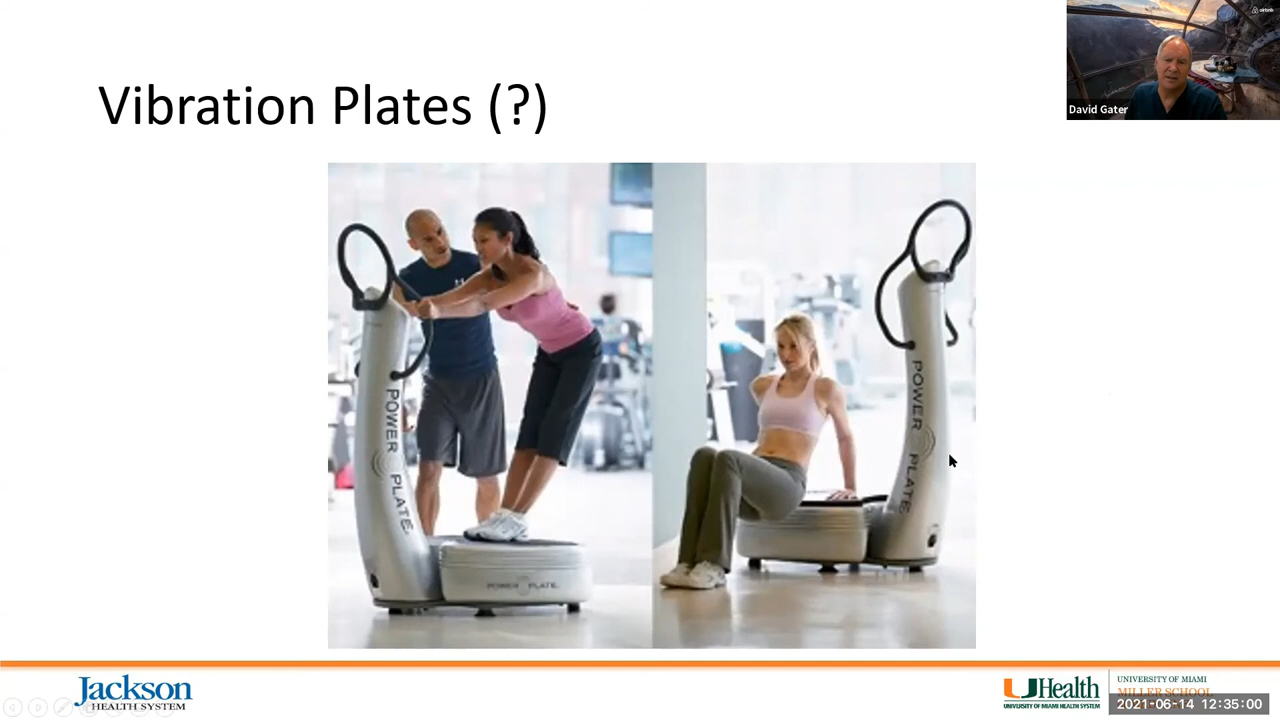 Vibration Plates (?)
airbnb
David Gater
POWER PLATE
POWER PLATE
POWER PLATE
Jackson
HEALTH SYSTEM
UHealth
UNIVERSITY OF MIAMI HEALTH SYSTEM
UNIVERSITY OF MIAMI
MILLER SCHOOL
2021-06-14 12:35:00